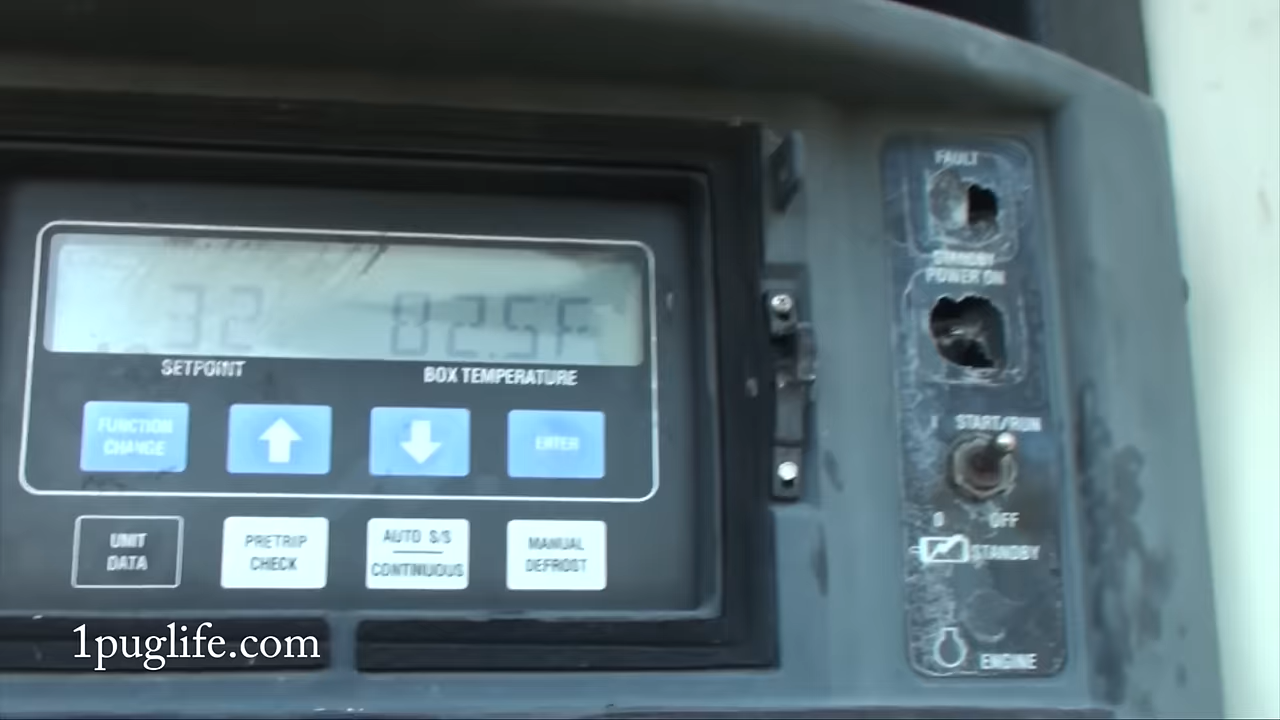 32 82.5F
SETPOINT BOX TEMPERATURE
FUNCTION
CHANGE
ENTER
UNIT
DATA
PRETRIP
CHECK
AUTO S/S
CONTINUOUS
MANUAL
DEFROST
FAULT
STANDBY
POWER ON
I START/RUN
0 OFF
STANDBY
ENGINE
1puglife.com